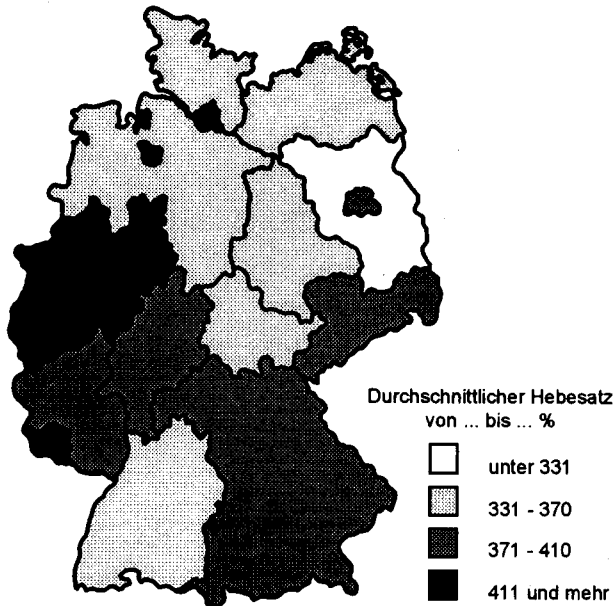 Durchschnittlicher Hebesatz
von ... bis ... %
unter 331
331 - 370
371 - 410
411 und mehr